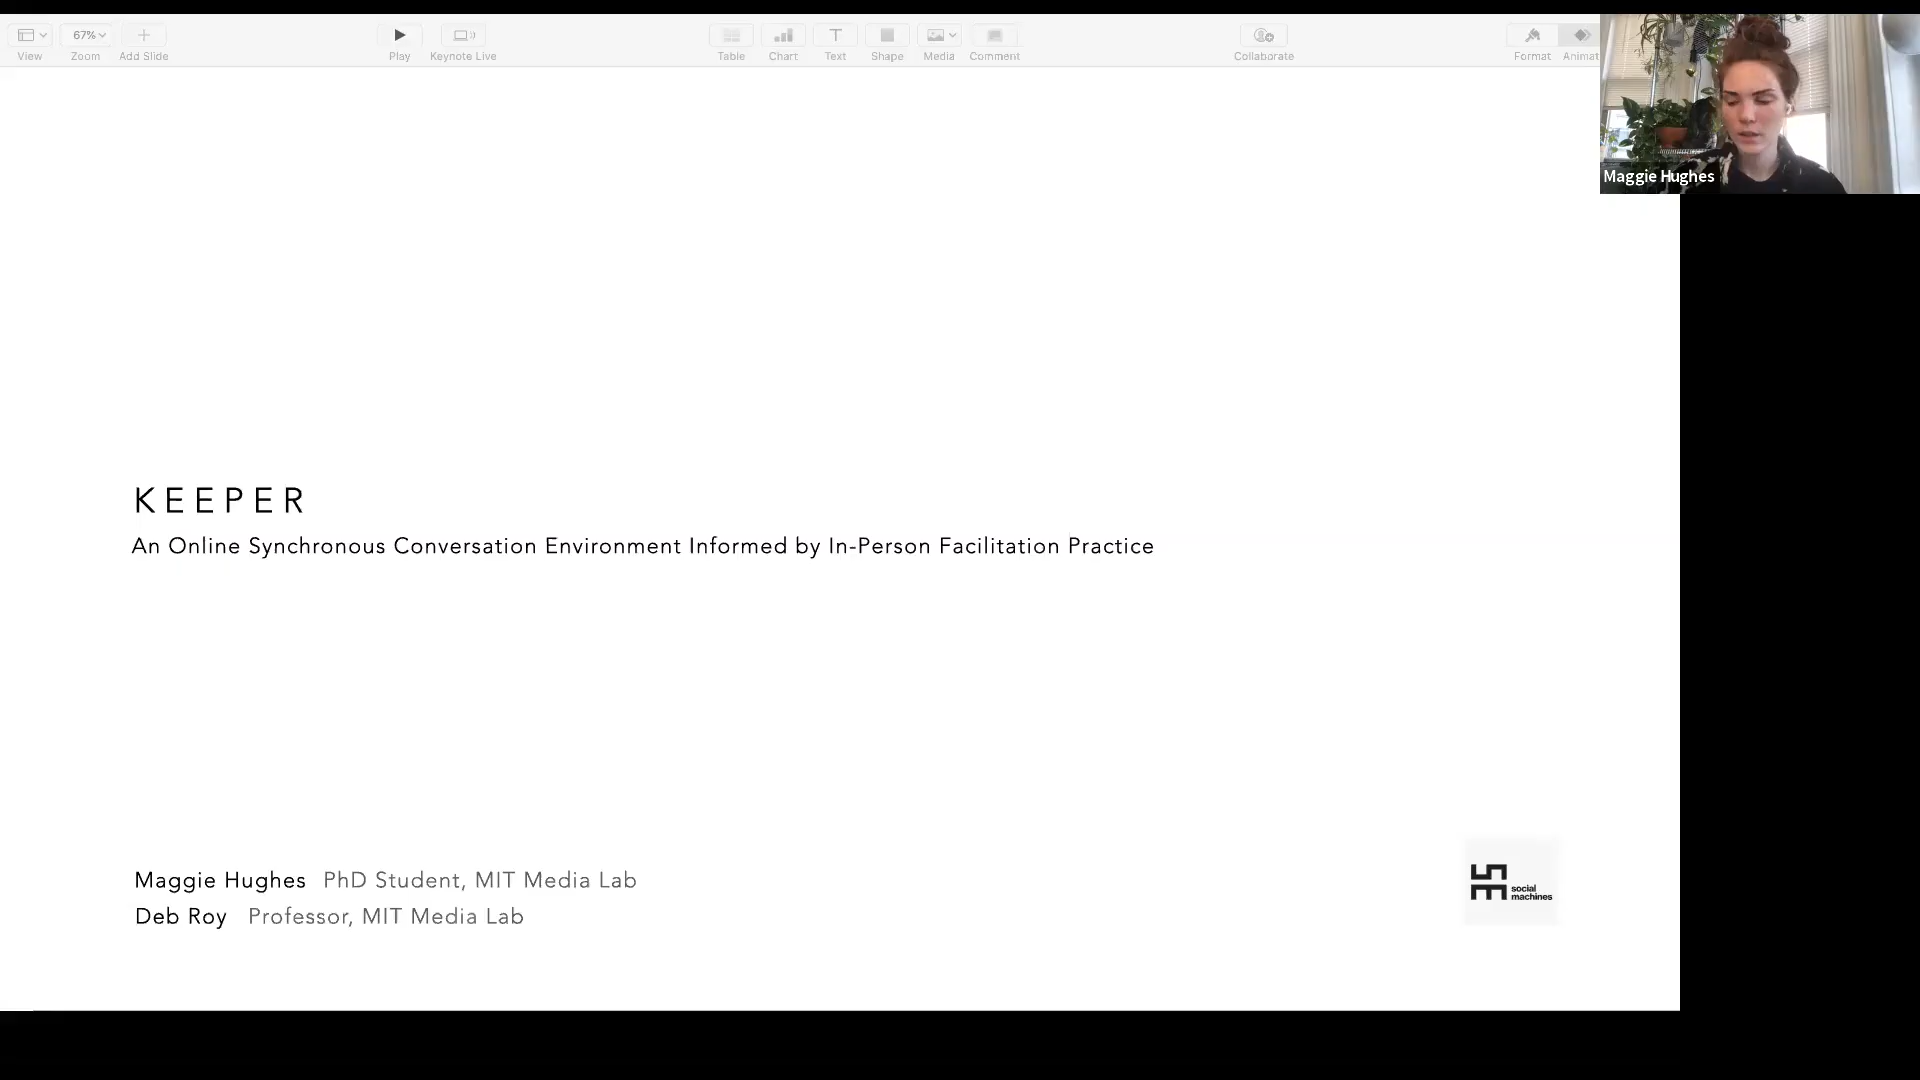 67%
View
Zoom
Add Slide
Play
Keynote Live
Table
Chart
Text
Shape
Media
Comment
Collaborate
Format
Animat
Maggie Hughes
KEEPER
An Online Synchronous Conversation Environment Informed by In-Person Facilitation Practice
Maggie Hughes PhD Student, MIT Media Lab
Deb Roy Professor, MIT Media Lab
social
machines